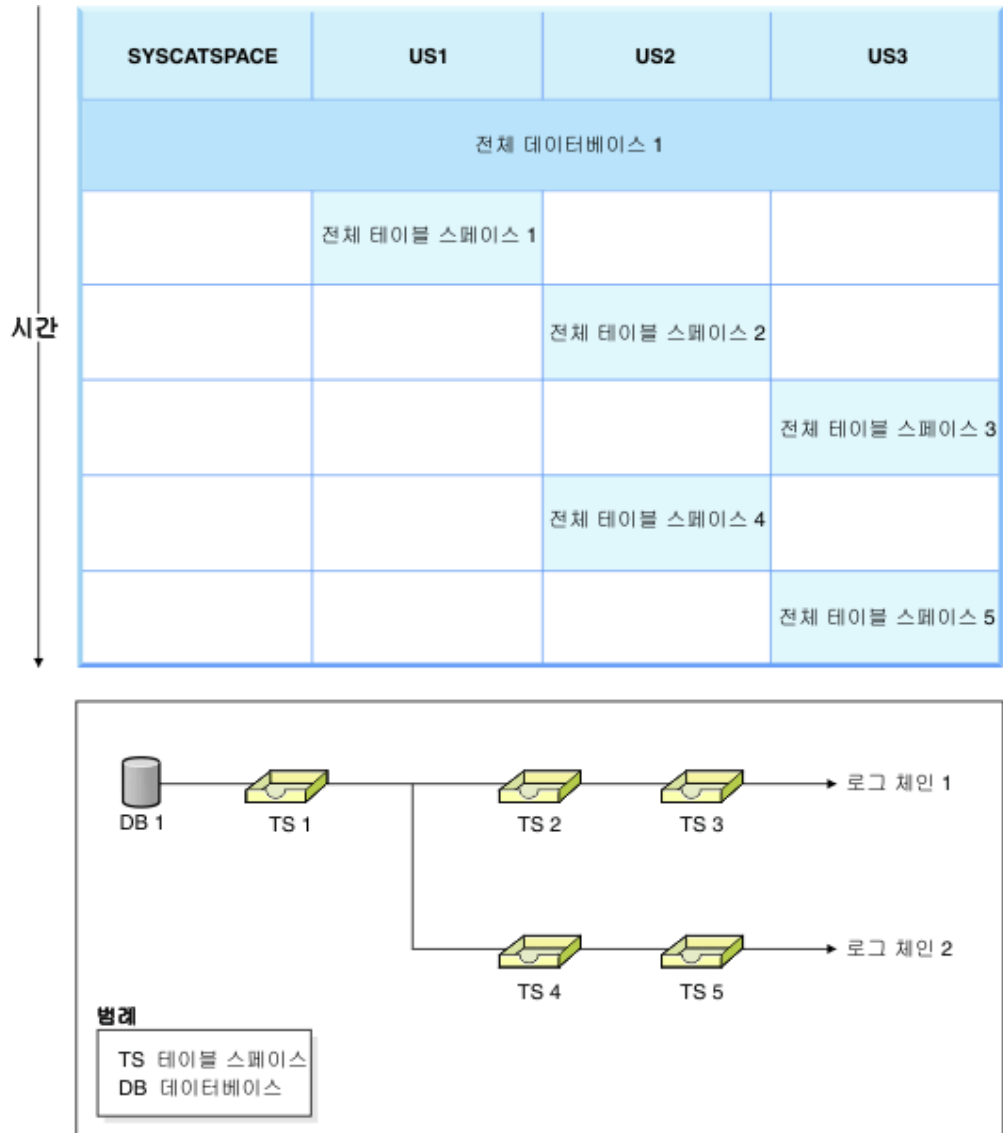 SYSCATSPACE US1 US2 US3
전체 데이터베이스 1
전체 테이블 스페이스 1
시간
전체 테이블 스페이스 2
전체 테이블 스페이스 3
전체 테이블 스페이스 4
전체 테이블 스페이스 5
로그 체인 1
DB 1 TS 1 TS 2 TS 3
로그 체인 2
TS 4 TS 5
범례
TS 테이블 스페이스
DB 데이터베이스